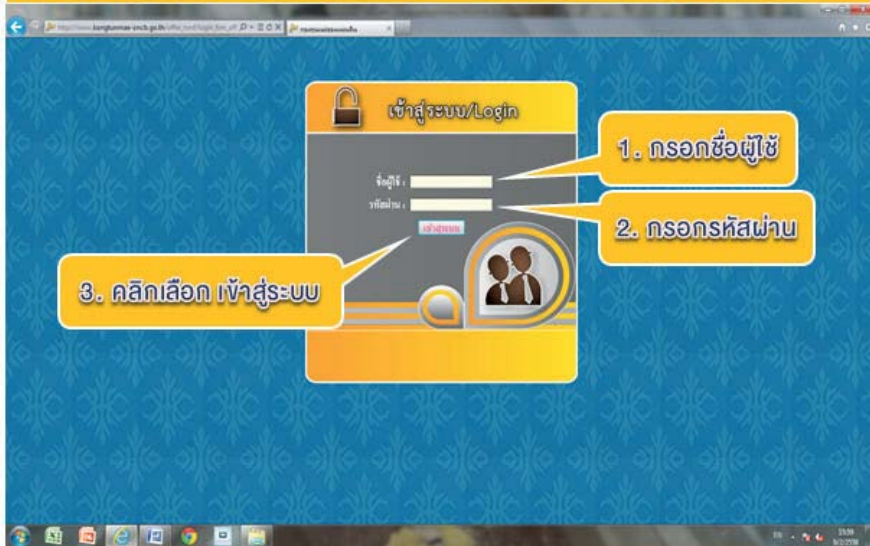 เข้าสู่ระบบ/Login
1. กรอกชื่อผู้ใช้
ชื่อผู้ใช้ :
รหัสผ่าน :
2. กรอกรหัสผ่าน
เข้าสู่ระบบ
3. คลิกเลือก เข้าสู่ระบบ
EN